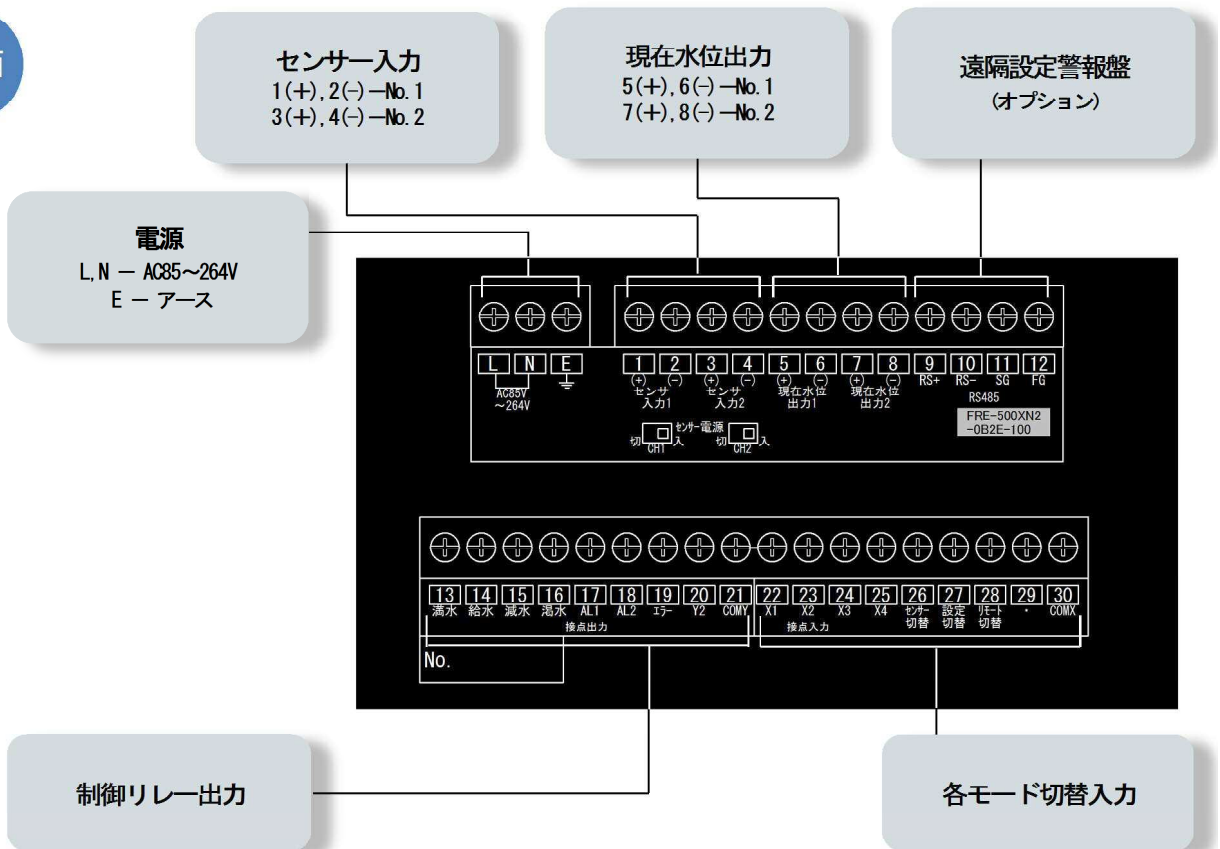 センサー入力
1(+),2(-)―No.1
3(+),4(-)―No.2
現在水位出力
5(+),6(-)―No.1
7(+),8(-)―No.2
遠隔設定警報盤
(オプション)
電源
L,N ― AC85～264V
E ― アース
L N E 1 2 3 4 5 6 7 8 9 10 11 12
AC85V
～264V
(+) (-) (+) (-) (+) (-) (+) (-) RS+ RS- SG FG
センサ
入力1
センサ
入力2
現在水位
出力1
現在水位
出力2
RS485
FRE-500XN2
-0B2E-100
センサー電源
切 入 切 入
CH1 CH2
13 14 15 16 17 18 19 20 21 22 23 24 25 26 27 28 29 30
満水 給水 減水 渇水 AL1 AL2 エラー Y2 COMY X1 X2 X3 X4 センサー切替 設定切替 リモート切替 ・ COMX
接点出力 接点入力
No.
制御リレー出力
各モード切替入力